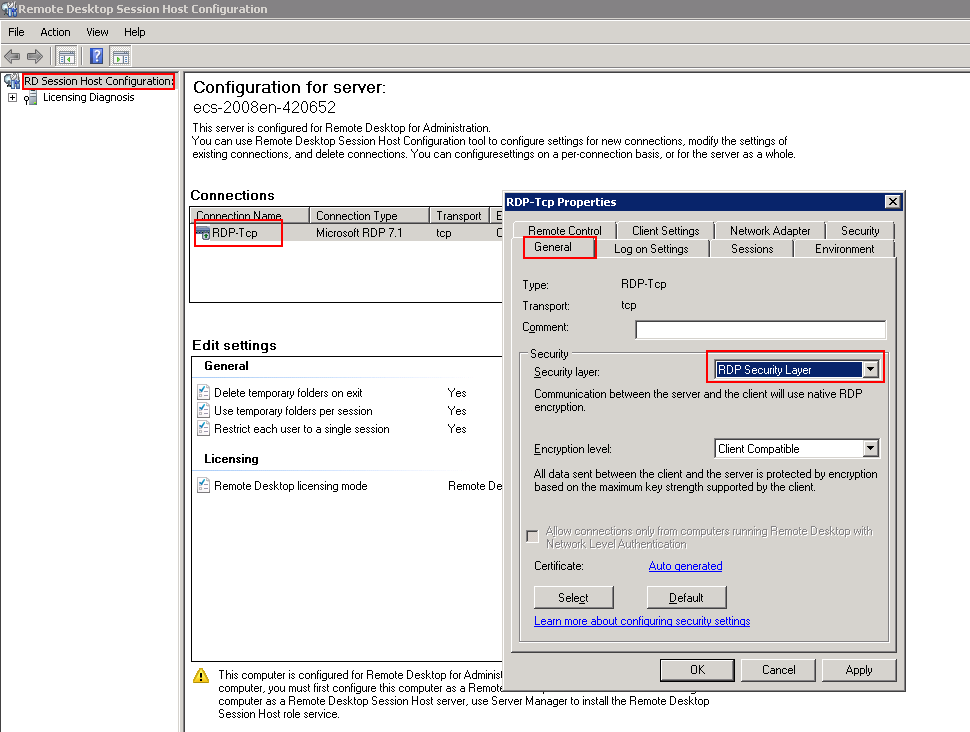 Remote Desktop Session Host Configuration
File Action View Help
RD Session Host Configuration:
Licensing Diagnosis
Configuration for server:
ecs-2008en-420652
This server is configured for Remote Desktop for Administration.
You can use Remote Desktop Session Host Configuration tool to configure settings for new connections, modify the settings of
existing connections, and delete connections. You can configuresettings on a per-connection basis, or for the server as a whole.
Connections
Connection Name Connection Type Transport E
RDP-Tcp Microsoft RDP 7.1 tcp C
Edit settings
General
Delete temporary folders on exit Yes
Use temporary folders per session Yes
Restrict each user to a single session Yes
Licensing
Remote Desktop licensing mode Remote De
This computer is configured for Remote Desktop for Administ
computer, you must first configure this computer as a Remote
computer as a Remote Desktop Session Host server, use Server Manager to install the Remote Desktop
Session Host role service.
RDP-Tcp Properties
Remote Control Client Settings Network Adapter Security
General Log on Settings Sessions Environment
Type: RDP-Tcp
Transport: tcp
Comment:
Security
Security layer: RDP Security Layer
Communication between the server and the client will use native RDP
encryption.
Encryption level: Client Compatible
All data sent between the client and the server is protected by encryption
based on the maximum key strength supported by the client.
Allow connections only from computers running Remote Desktop with
Network Level Authentication
Certificate: Auto generated
Select Default
Learn more about configuring security settings
OK Cancel Apply